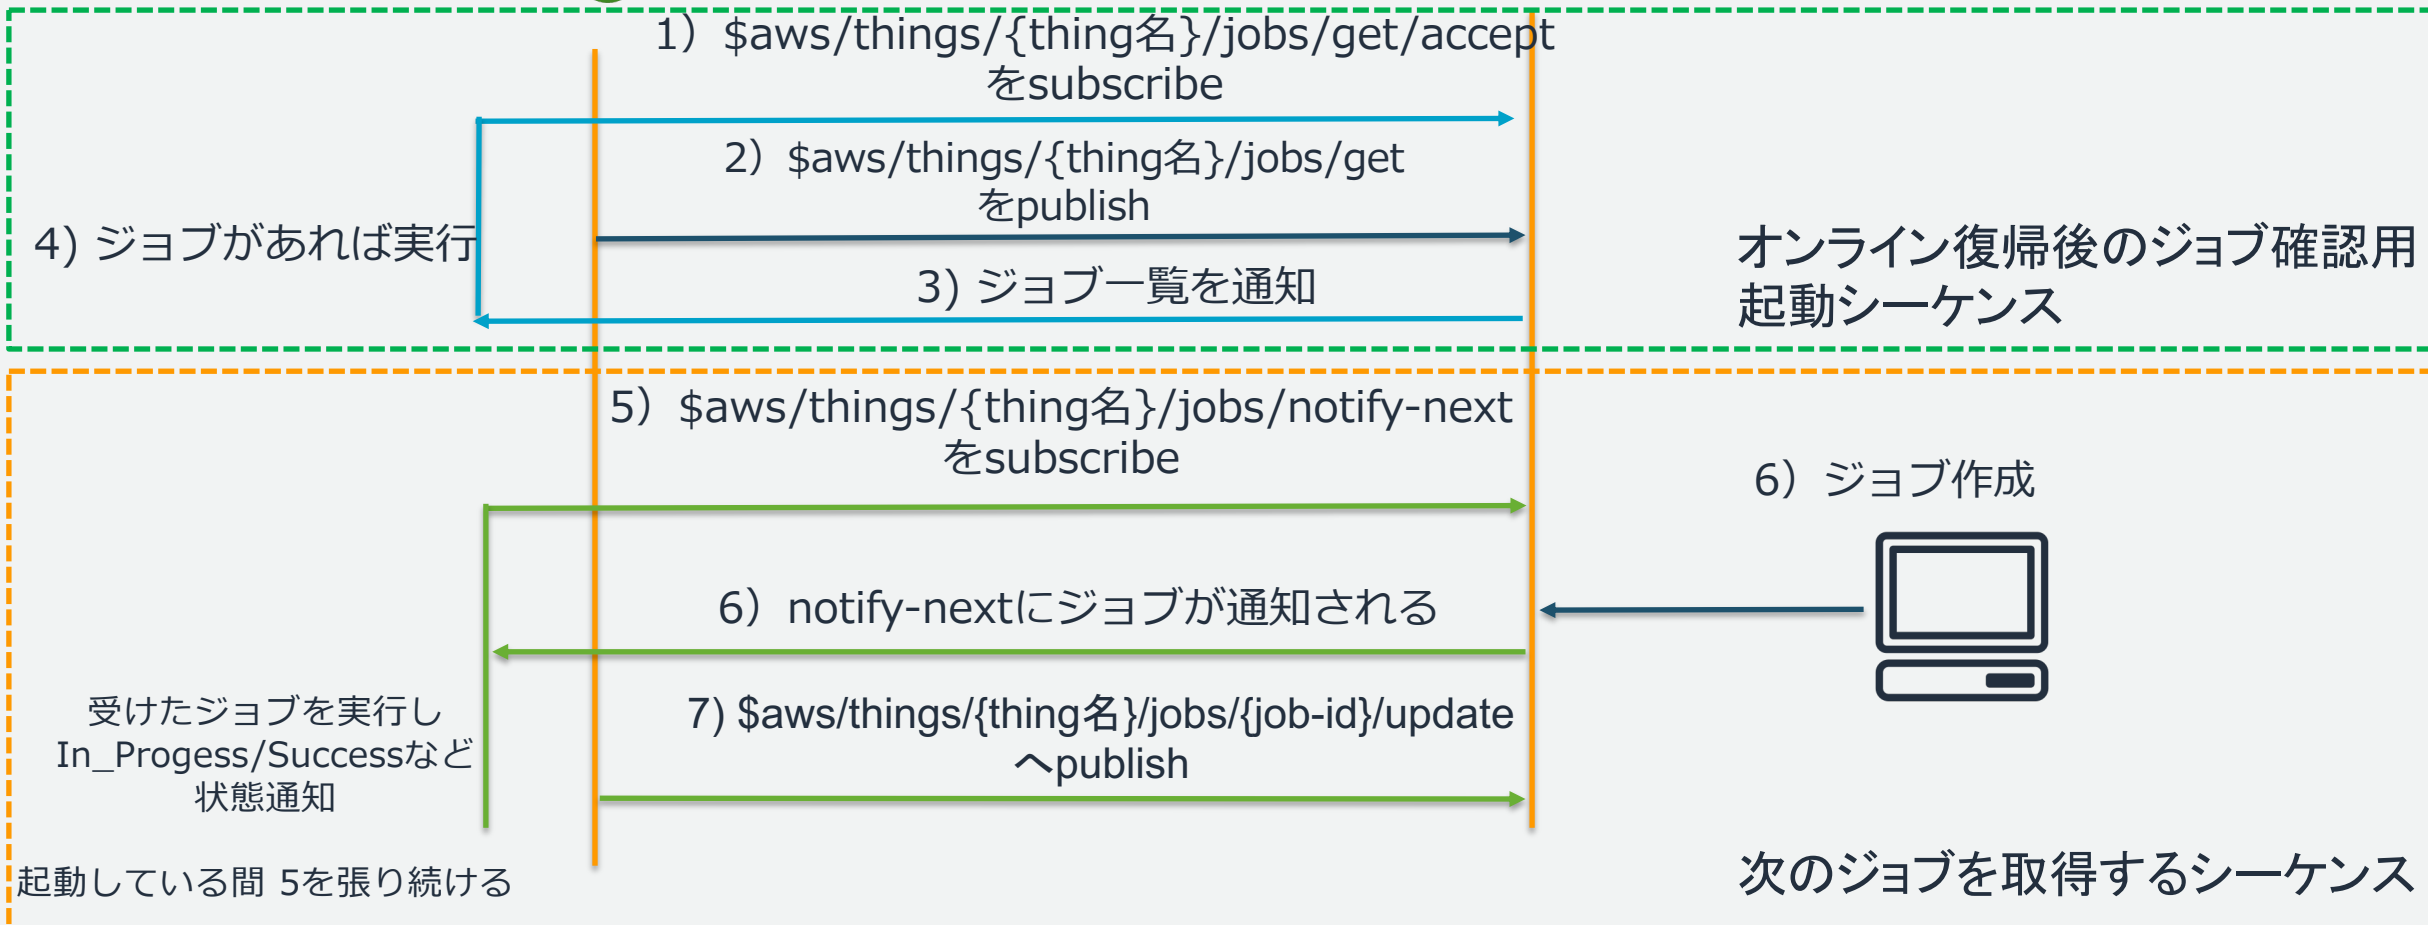 1）$aws/things/{thing名}/jobs/get/accept
をsubscribe
2）$aws/things/{thing名}/jobs/get
をpublish
4) ジョブがあれば実行
3) ジョブ一覧を通知
オンライン復帰後のジョブ確認用
起動シーケンス
5）$aws/things/{thing名}/jobs/notify-next
をsubscribe
6）ジョブ作成
6）notify-nextにジョブが通知される
受けたジョブを実行し
In_Progess/Successなど
状態通知
7) $aws/things/{thing名}/jobs/{job-id}/update
へpublish
起動している間 5を張り続ける
次のジョブを取得するシーケンス